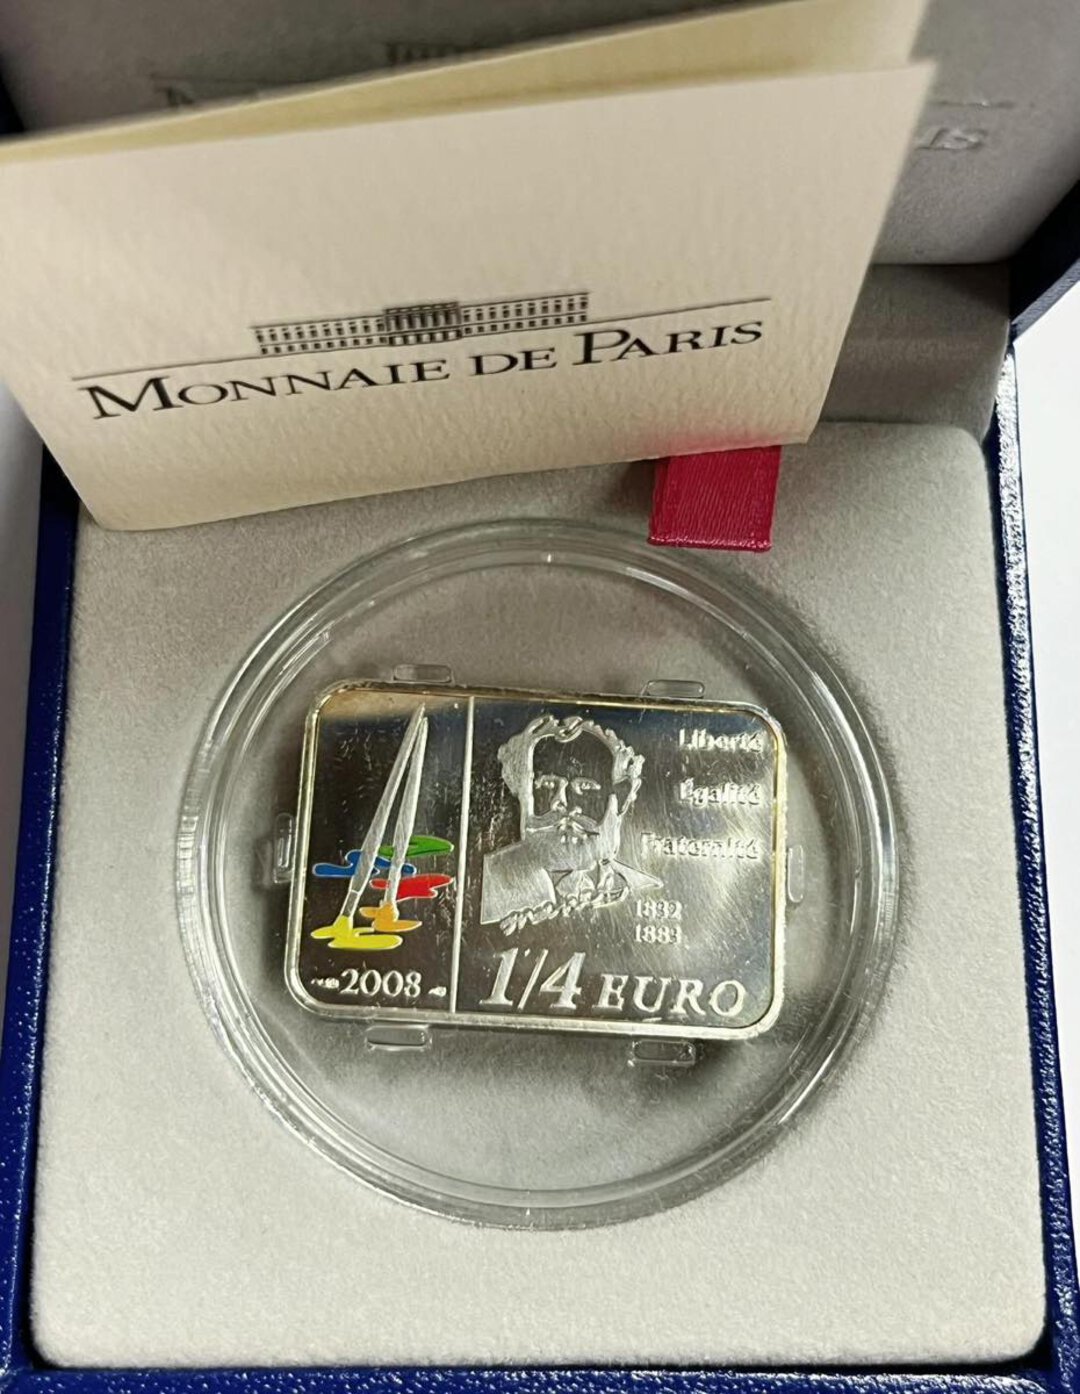 MONNAIE DE PARIS
Liberté
Égalité
Fraternité
1832
1883
2008
1/4 EURO